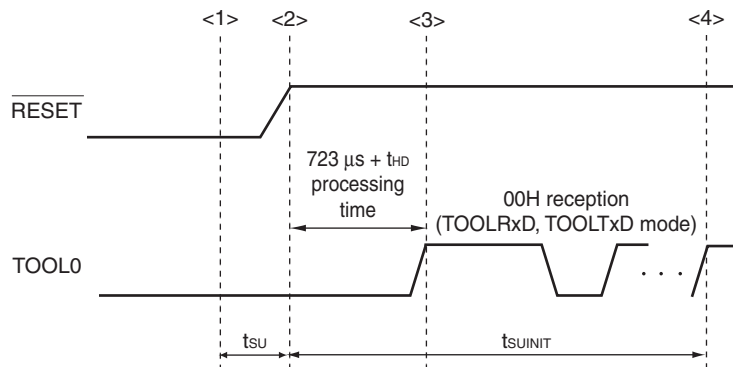 <1> <2> <3> <4>
RESET
723 μs + tHD
processing
time
00H reception
(TOOLRxD, TOOLTxD mode)
TOOL0
· · ·
tSU
tSUINIT